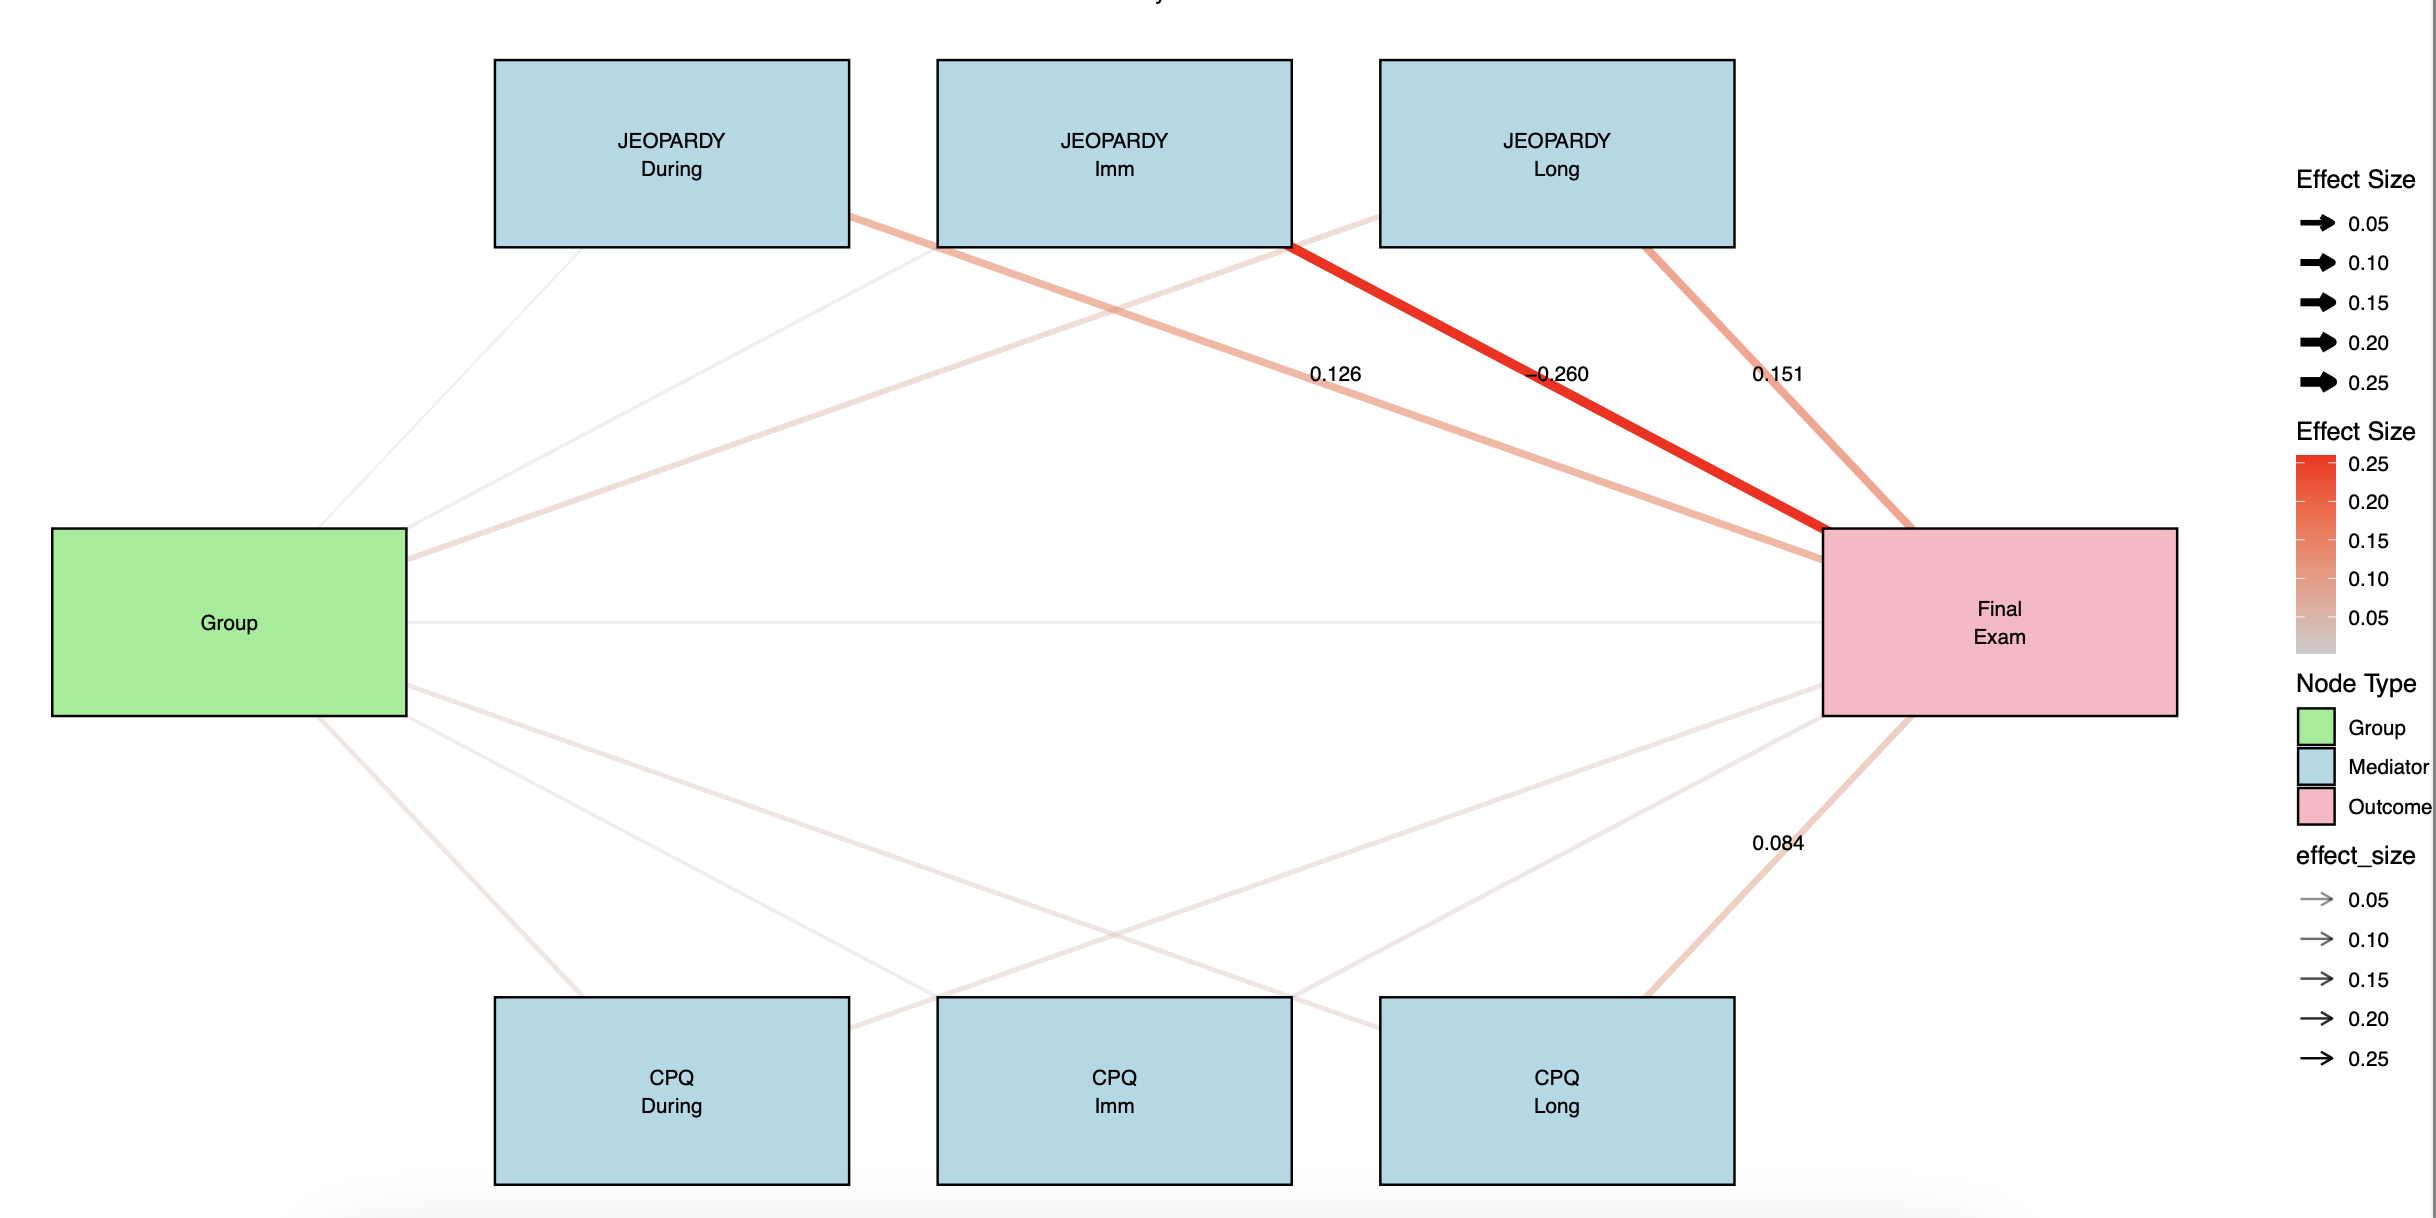 JEOPARDY
During
JEOPARDY
Imm
JEOPARDY
Long
0.126
−0.260
0.151
Group
Final
Exam
0.084
CPQ
During
CPQ
Imm
CPQ
Long
Effect Size
0.05
0.10
0.15
0.20
0.25
Effect Size
0.25
0.20
0.15
0.10
0.05
Node Type
Group
Mediator
Outcome
effect_size
0.05
0.10
0.15
0.20
0.25